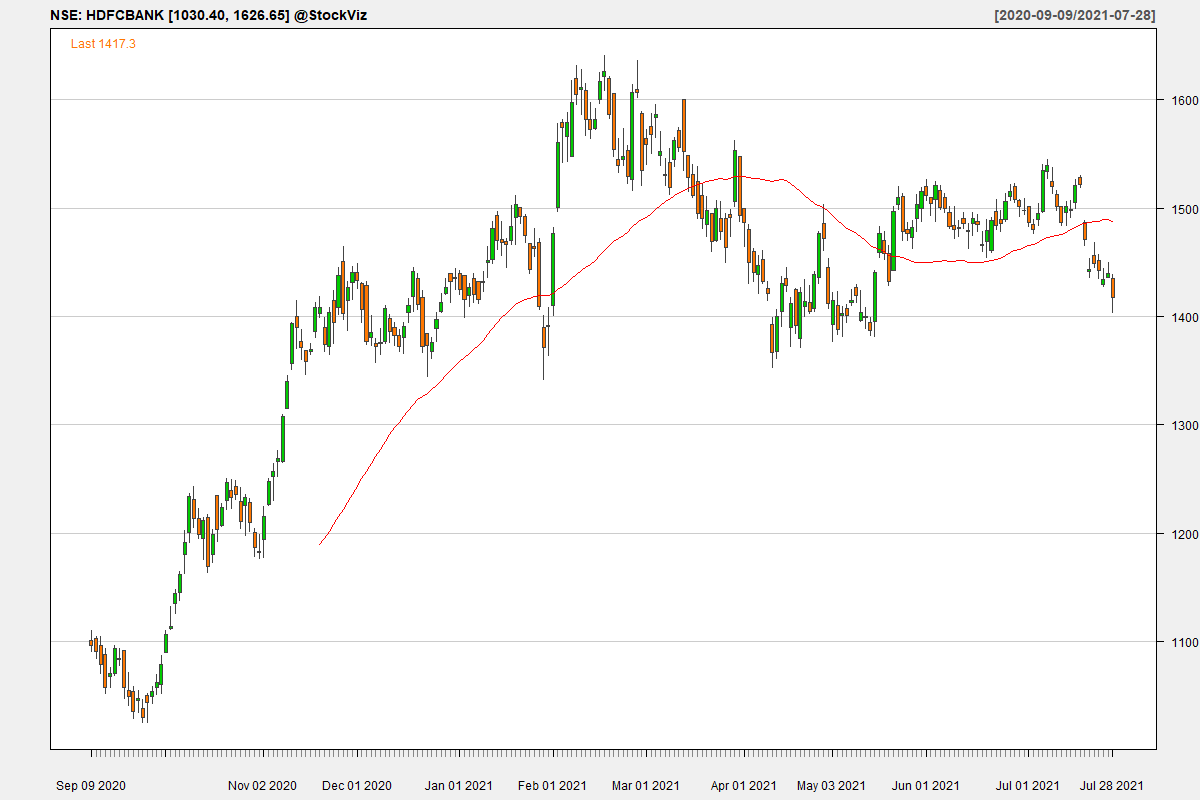 NSE: HDFCBANK [1030.40, 1626.65] @StockViz [2020-09-09/2021-07-28]
Last 1417.3
1600
1500
1400
1300
1200
1100
Sep 09 2020 Nov 02 2020 Dec 01 2020 Jan 01 2021 Feb 01 2021 Mar 01 2021 Apr 01 2021 May 03 2021 Jun 01 2021 Jul 01 2021 Jul 28 2021